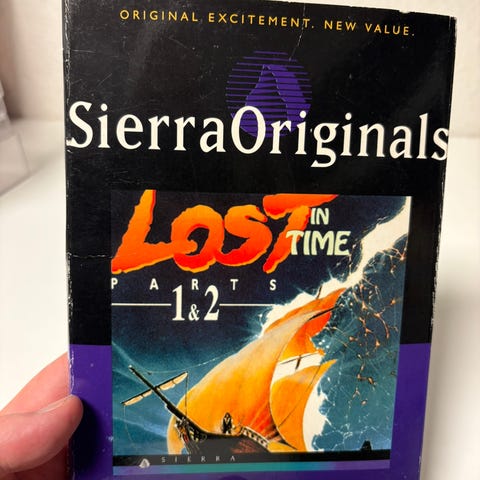 ORIGINAL EXCITEMENT. NEW VALUE.
SierraOriginals
LOST IN TIME
PARTS
1 & 2
SIERRA